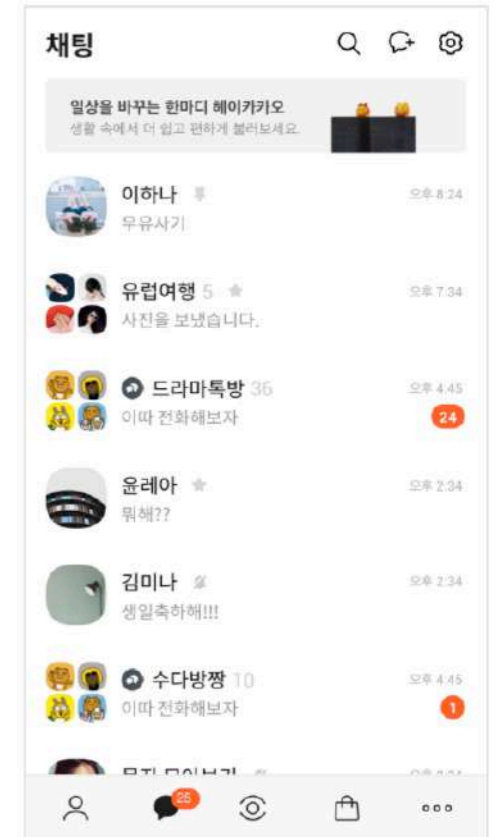 채팅
일상을 바꾸는 한마디 헤이카카오
생활 속에서 더 쉽고 편하게 불러보세요.
이하나 오후 8:24
우유사기
유럽여행 5 오후 7:34
사진을 보냈습니다.
드라마톡방 36 오후 4:45
이따 전화해보자 24
윤레아 오후 2:34
뭐해??
김미나 오후 2:34
생일축하해!!!
수다방짱 10 오후 4:45
이따 전화해보자 1
25